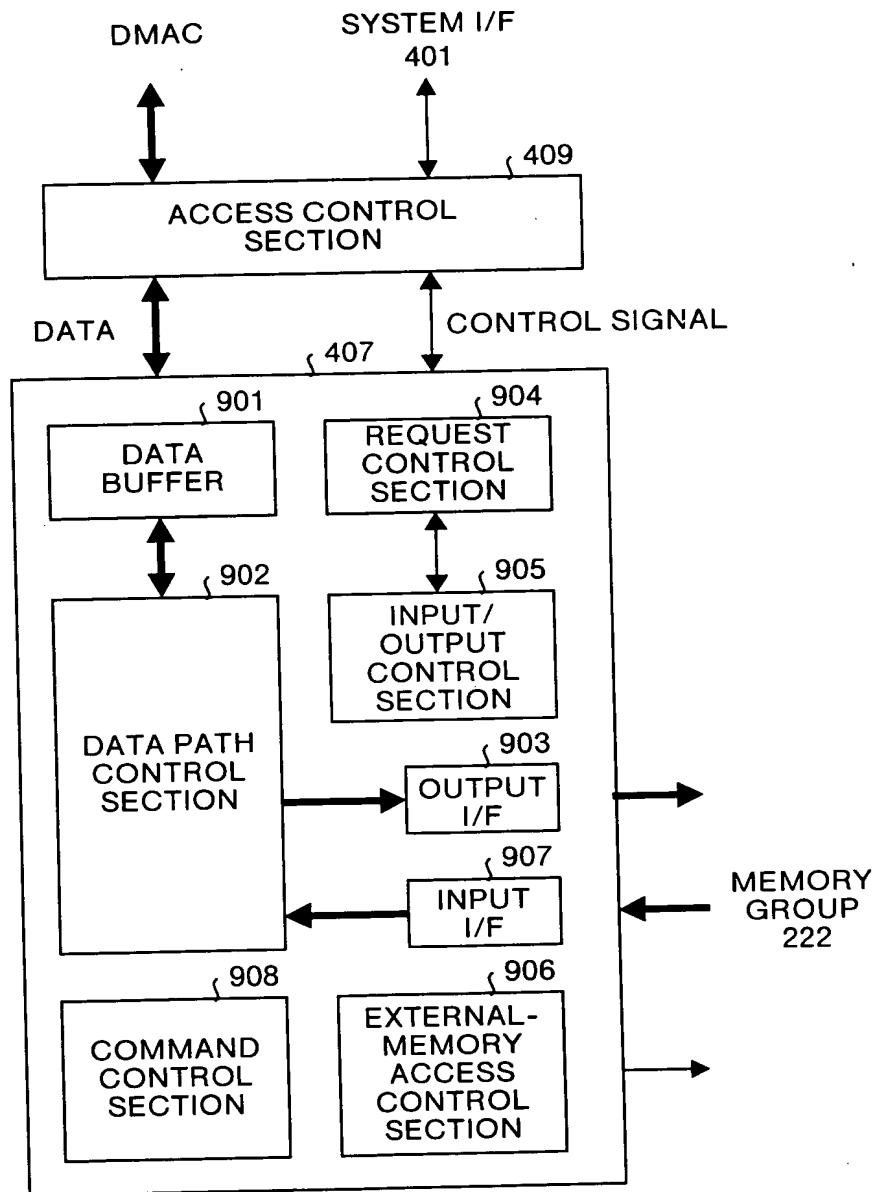 DMAC
SYSTEM I/F
401
409
ACCESS CONTROL
SECTION
DATA
CONTROL SIGNAL
407
901
DATA
BUFFER
904
REQUEST
CONTROL
SECTION
902
DATA PATH
CONTROL
SECTION
905
INPUT/
OUTPUT
CONTROL
SECTION
903
OUTPUT
I/F
907
INPUT
I/F
MEMORY
GROUP
222
908
COMMAND
CONTROL
SECTION
906
EXTERNAL-
MEMORY
ACCESS
CONTROL
SECTION